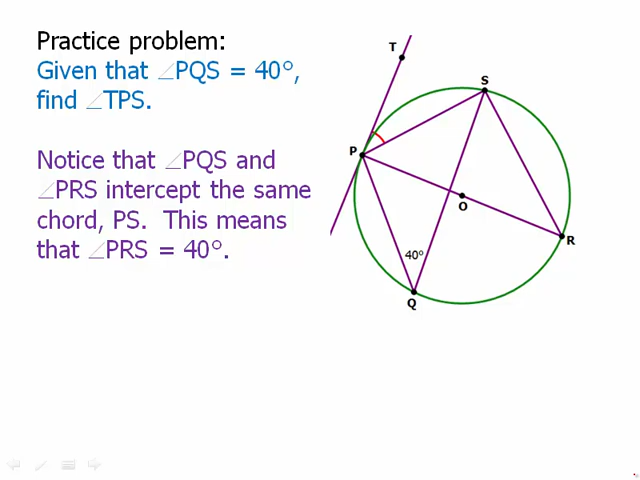 Practice problem:
Given that ∠PQS = 40°,
find ∠TPS.
Notice that ∠PQS and
∠PRS intercept the same
chord, PS. This means
that ∠PRS = 40°.
T
S
P
O
R
40°
Q